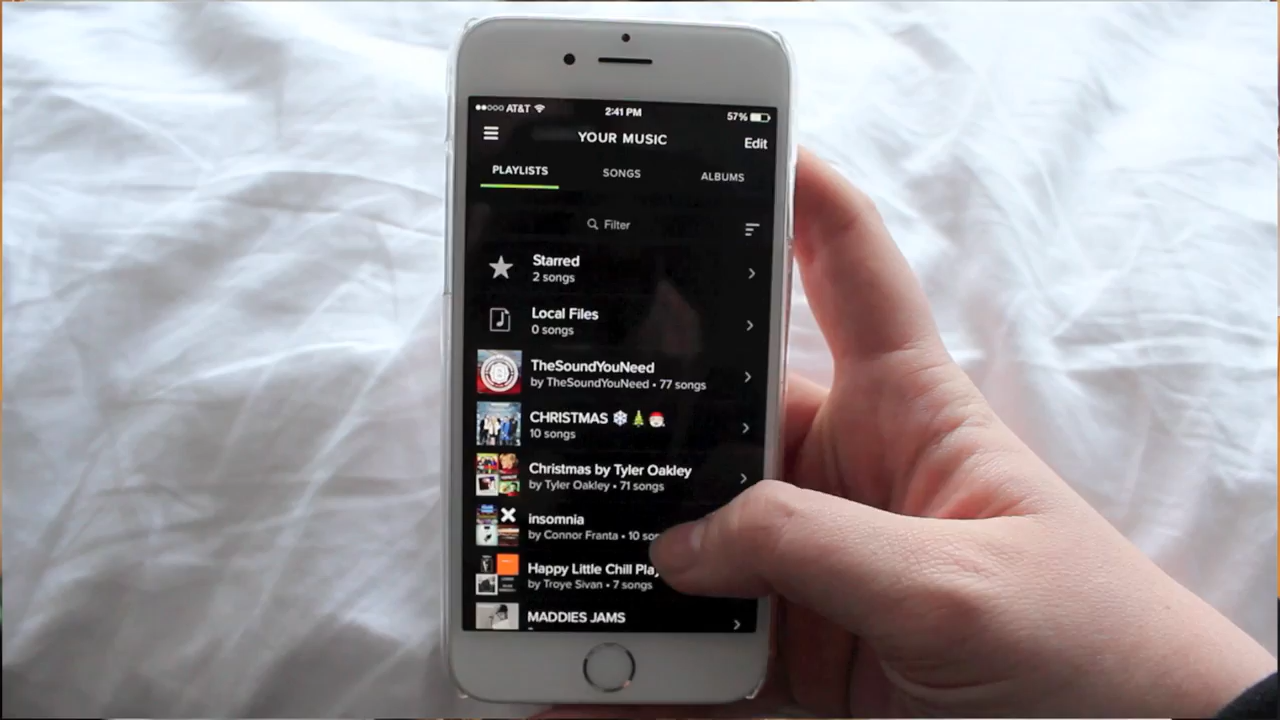 AT&T 2:41 PM 57%
YOUR MUSIC Edit
PLAYLISTS SONGS ALBUMS
Filter
Starred
2 songs
Local Files
0 songs
TheSoundYouNeed
by TheSoundYouNeed • 77 songs
CHRISTMAS ❄️🎄🎅
10 songs
Christmas by Tyler Oakley
by Tyler Oakley • 71 songs
insomnia
by Connor Franta • 10
Happy Little Chill
by Troye Sivan • 7 songs
MADDIES JAMS